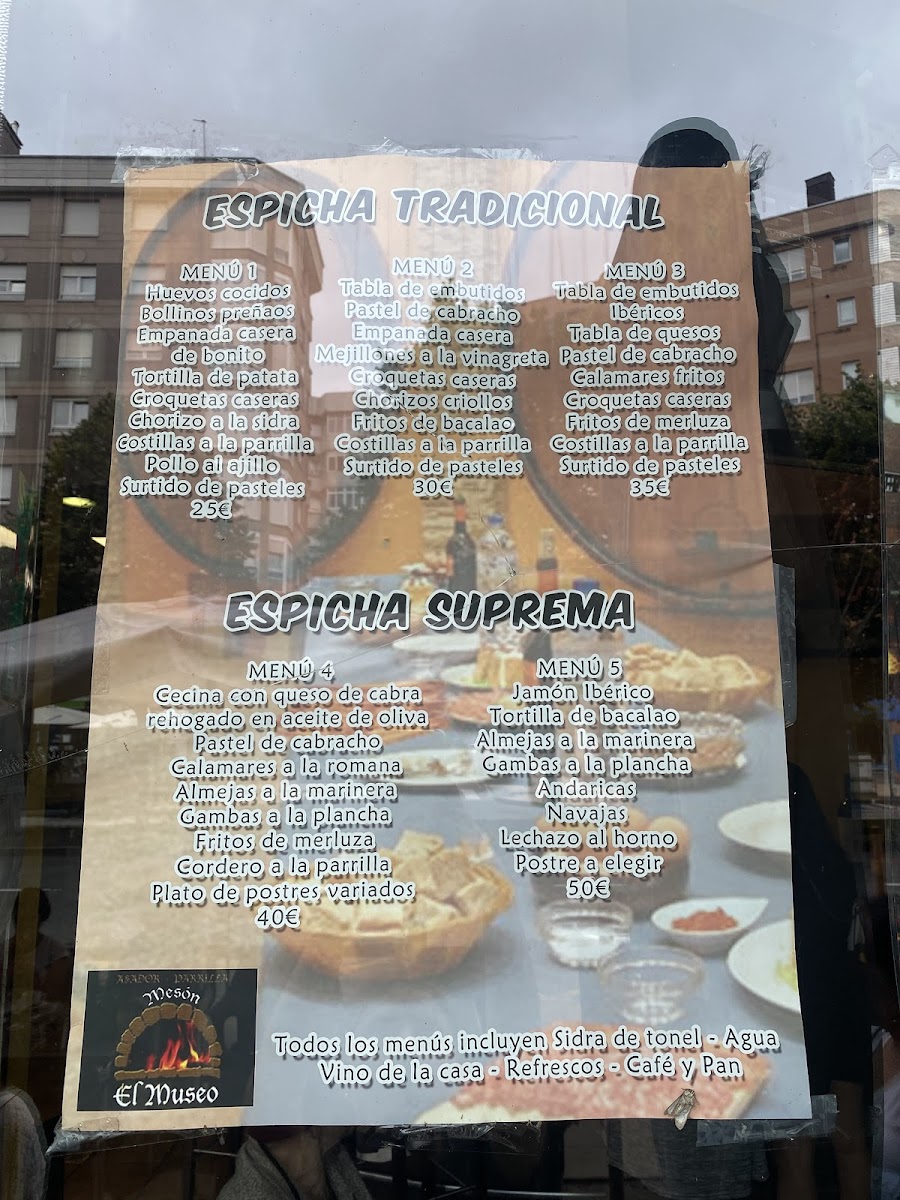 ESPICHA TRADICIONAL
MENÚ 1
Huevos cocidos
Bollinos preñaos
Empanada casera
de bonito
Tortilla de patata
Croquetas caseras
Chorizo a la sidra
Costillas a la parrilla
Pollo al ajillo
Surtido de pasteles
25€
MENÚ 2
Tabla de embutidos
Pastel de cabracho
Empanada casera
Mejillones a la vinagreta
Croquetas caseras
Chorizos criollos
Fritos de bacalao
Costillas a la parrilla
Surtido de pasteles
30€
MENÚ 3
Tabla de embutidos
Ibéricos
Tabla de quesos
Pastel de cabracho
Calamares fritos
Croquetas caseras
Fritos de merluza
Costillas a la parrilla
Surtido de pasteles
35€
ESPICHA SUPREMA
MENÚ 4
Cecina con queso de cabra
rehogado en aceite de oliva
Pastel de cabracho
Calamares a la romana
Almejas a la marinera
Gambas a la plancha
Fritos de merluza
Cordero a la parrilla
Plato de postres variados
40€
MENÚ 5
Jamón Ibérico
Tortilla de bacalao
Almejas a la marinera
Gambas a la plancha
Andaricas
Navajas
Lechazo al horno
Postre a elegir
50€
ASADOR - PARRILLA
Mesón
El Museo
Todos los menús incluyen Sidra de tonel - Agua
Vino de la casa - Refrescos - Café y Pan